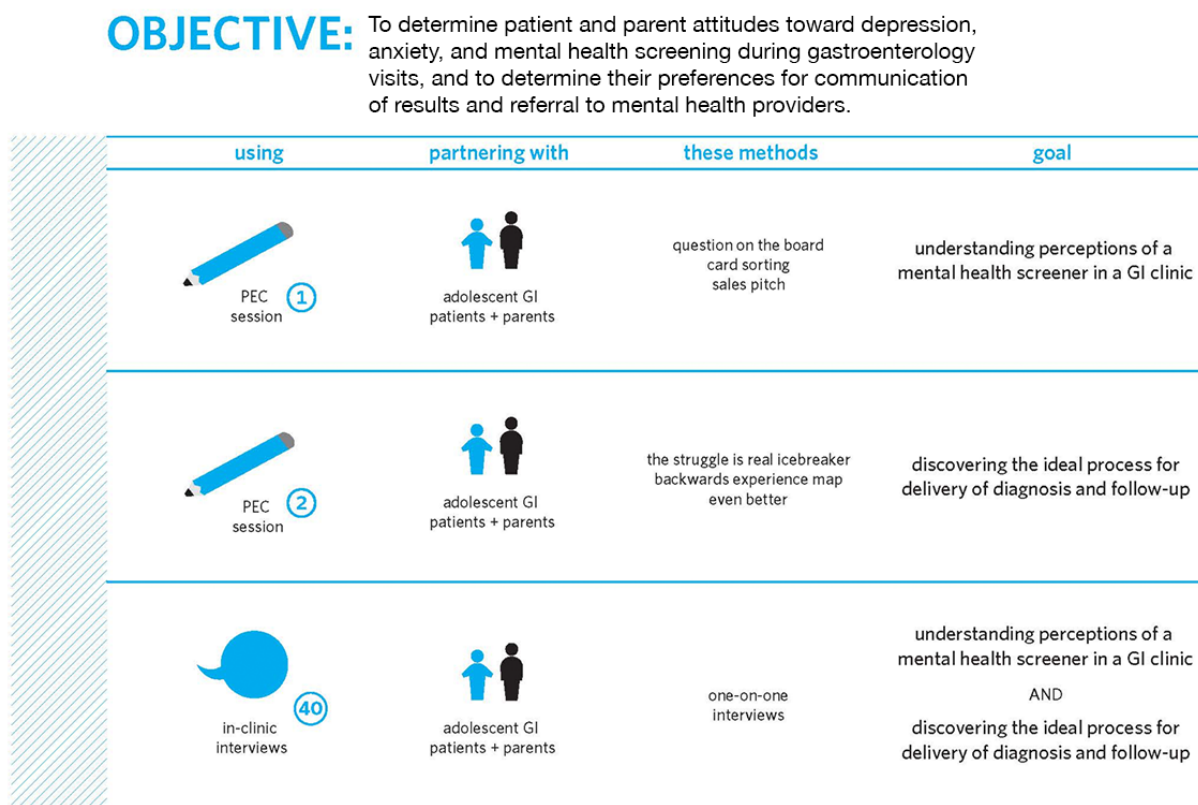 OBJECTIVE: To determine patient and parent attitudes toward depression,
anxiety, and mental health screening during gastroenterology
visits, and to determine their preferences for communication
of results and referral to mental health providers.
using
partnering with
these methods
goal
PEC
session
1
adolescent GI
patients + parents
question on the board
card sorting
sales pitch
understanding perceptions of a
mental health screener in a GI clinic
PEC
session
2
adolescent GI
patients + parents
the struggle is real icebreaker
backwards experience map
even better
discovering the ideal process for
delivery of diagnosis and follow-up
in-clinic
interviews
40
adolescent GI
patients + parents
one-on-one
interviews
understanding perceptions of a
mental health screener in a GI clinic
AND
discovering the ideal process for
delivery of diagnosis and follow-up